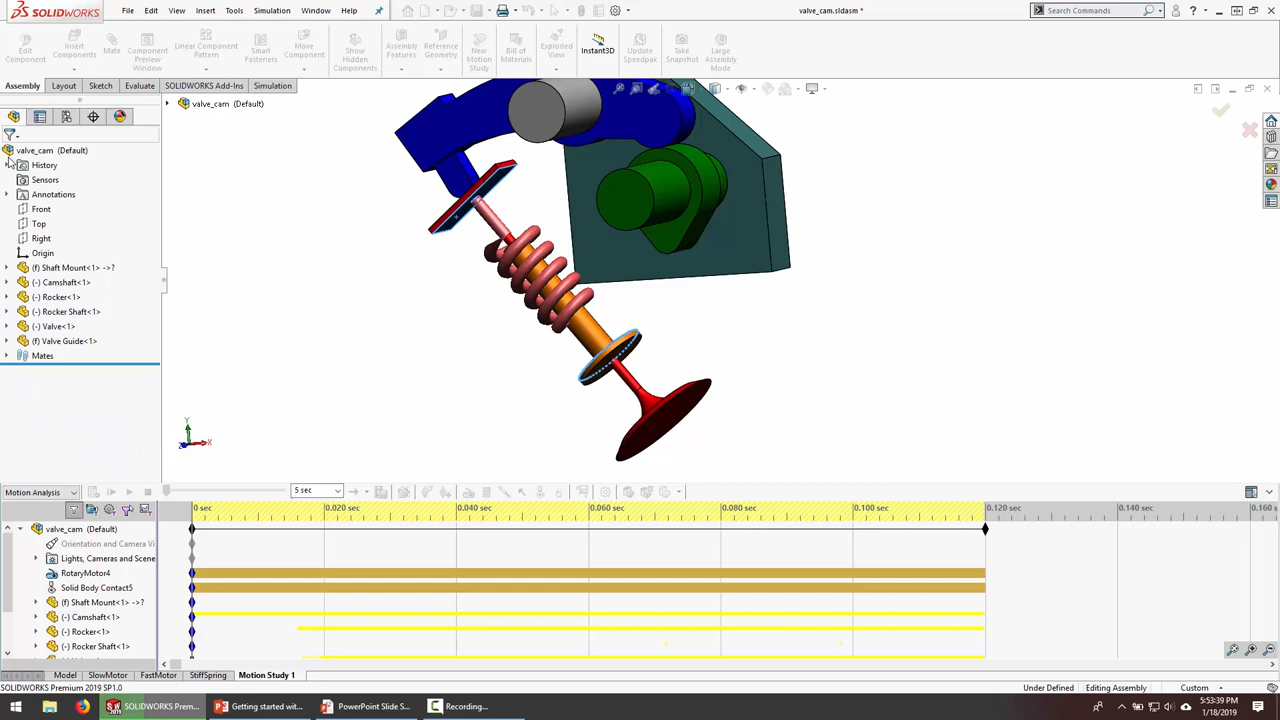 SOLIDWORKS File Edit View Insert Tools Simulation Window Help valve_cam.sldasm * Search Commands
Edit Component
Insert Components
Mate
Component Preview Window
Linear Component Pattern
Smart Fasteners
Move Component
Show Hidden Components
Assembly Features
Reference Geometry
New Motion Study
Bill of Materials
Exploded View
Instant3D
Update Speedpak
Take Snapshot
Large Assembly Mode
Assembly Layout Sketch Evaluate SOLIDWORKS Add-Ins Simulation
valve_cam (Default)
valve_cam (Default)
History
Sensors
Annotations
Front
Top
Right
Origin
(f) Shaft Mount<1> ->?
(-) Camshaft<1>
(-) Rocker<1>
(-) Rocker Shaft<1>
(-) Valve<1>
(f) Valve Guide<1>
Mates
Y
X
Z
Motion Analysis 5 sec
0 sec 0.020 sec 0.040 sec 0.060 sec 0.080 sec 0.100 sec 0.120 sec 0.140 sec 0.160 s
valve_cam (Default)
Orientation and Camera Vi
Lights, Cameras and Scene
RotaryMotor4
Solid Body Contact5
(f) Shaft Mount<1> ->?
(-) Camshaft<1>
(-) Rocker<1>
(-) Rocker Shaft<1>
Model SlowMotor FastMotor StiffSpring Motion Study 1
SOLIDWORKS Premium 2019 SP1.0 Under Defined Editing Assembly Custom
SOLIDWORKS Prem... Getting started wit... PowerPoint Slide S... Recording... 5:53:39 PM
1/18/2019